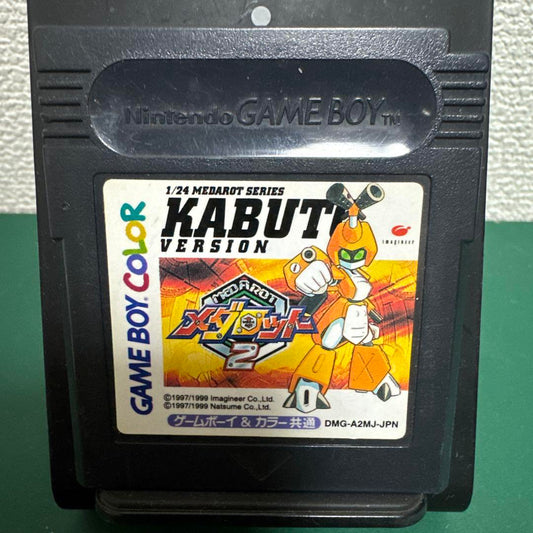 Nintendo GAME BOY TM
1/24 MEDAROT SERIES
KABUTO
VERSION
imagineer
GAME BOY COLOR
MEDAROT
メダロット
2
©1997/1999 Imagineer Co.,Ltd.
©1997/1999 Natsume Co.,Ltd.
ゲームボーイ & カラー共通
DMG-A2MJ-JPN